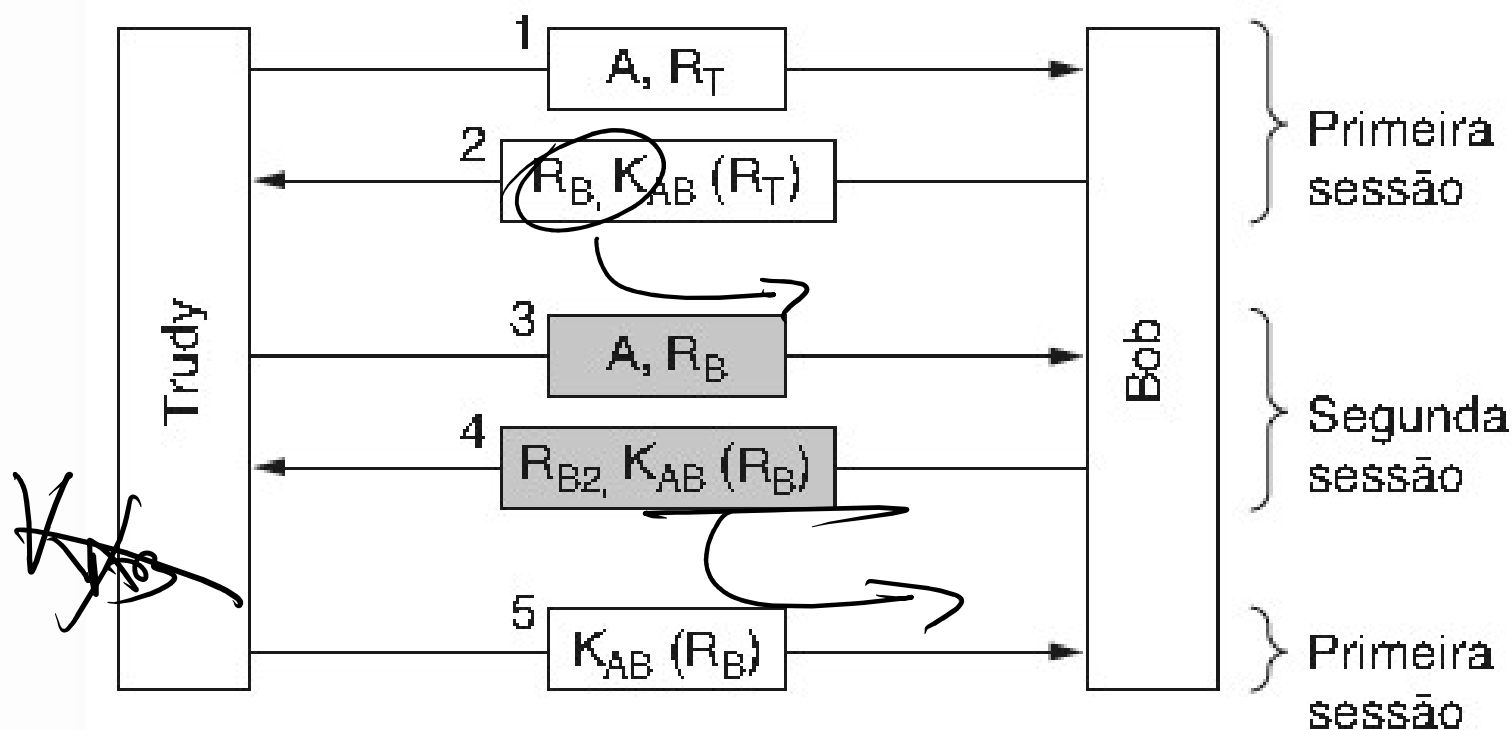 1
A, R_T
2
R_B, K_AB (R_T)
Primeira
sessão
Trudy
Bob
3
A, R_B
4
R_B2, K_AB (R_B)
Segunda
sessão
5
K_AB (R_B)
Primeira
sessão